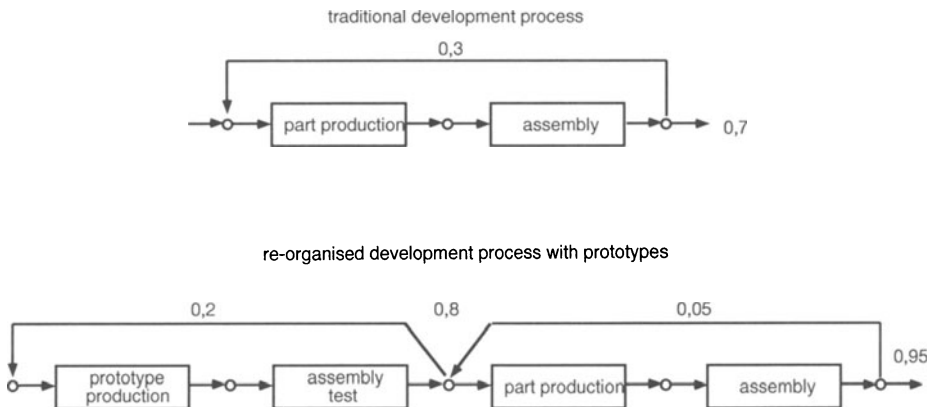 traditional development process
0,3
part production
assembly
0,7
re-organised development process with prototypes
0,2
0,8
0,05
0,95
prototype
production
assembly
test
part production
assembly